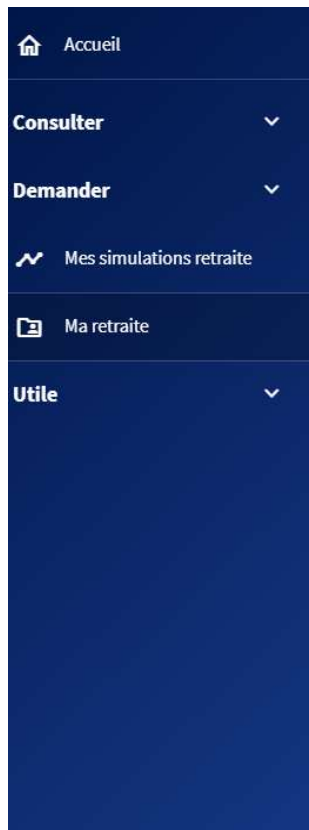 Accueil
Consulter
Demander
Mes simulations retraite
Ma retraite
Utile